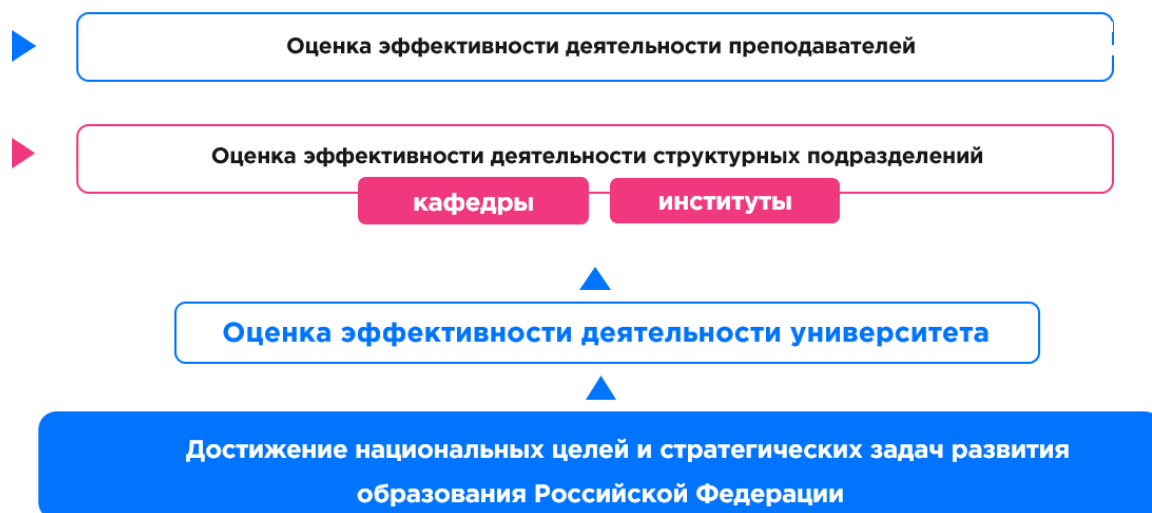 Оценка эффективности деятельности преподавателей
Оценка эффективности деятельности структурных подразделений
кафедры
институты
Оценка эффективности деятельности университета
Достижение национальных целей и стратегических задач развития
образования Российской Федерации